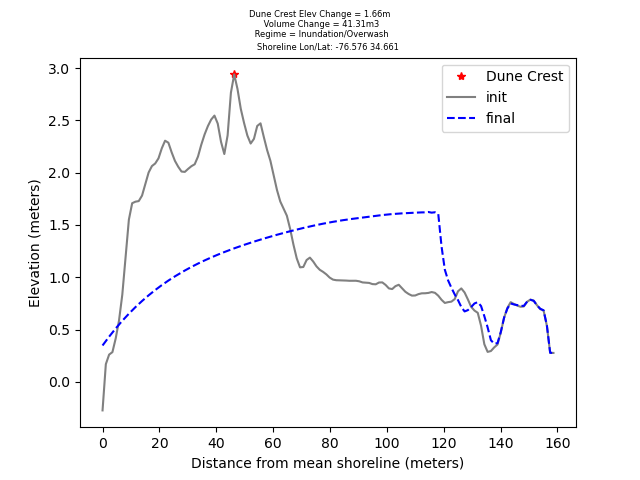 Dune Crest Elev Change = 1.66m
Volume Change = 41.31m3
Regime = Inundation/Overwash
Shoreline Lon/Lat: -76.576 34.661
Dune Crest
init
final
3.0
2.5
2.0
1.5
1.0
0.5
0.0
Elevation (meters)
0 20 40 60 80 100 120 140 160
Distance from mean shoreline (meters)